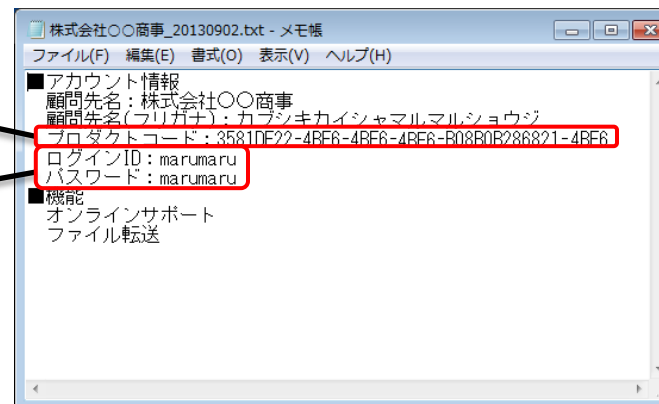 株式会社〇〇商事_20130902.txt - メモ帳
ファイル(F) 編集(E) 書式(O) 表示(V) ヘルプ(H)
■アカウント情報
顧問先名：株式会社〇〇商事
顧問先名(フリガナ)：カブシキカイシャマルマルショウジ
プロダクトコード：3581DF22-4BF6-4BF6-4BF6-B08B0B286821-4BF6
ログインID：marumaru
パスワード：marumaru
■機能
オンラインサポート
ファイル転送